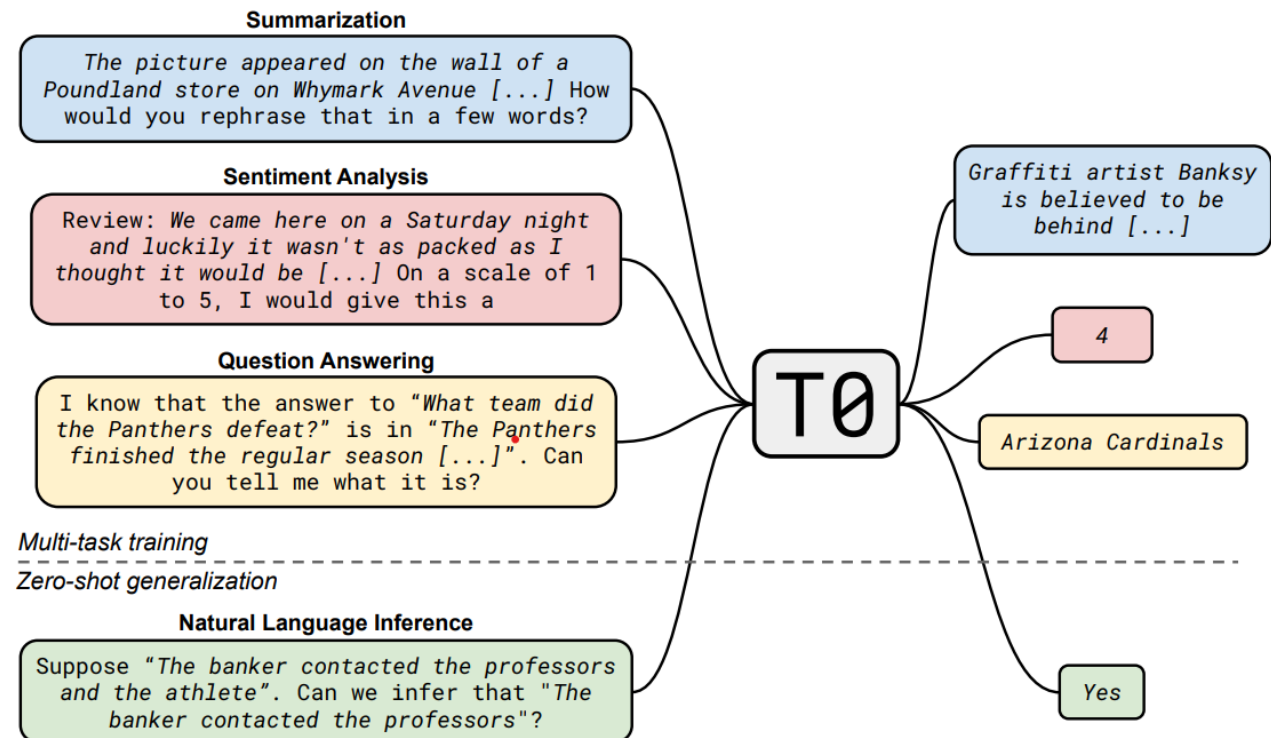 Summarization
The picture appeared on the wall of a
Poundland store on Whymark Avenue [...] How
would you rephrase that in a few words?
Sentiment Analysis
Review: We came here on a Saturday night
and luckily it wasn't as packed as I
thought it would be [...] On a scale of 1
to 5, I would give this a
Question Answering
I know that the answer to “What team did
the Panthers defeat?” is in “The Panthers
finished the regular season [...]”. Can
you tell me what it is?
Multi-task training
Zero-shot generalization
Natural Language Inference
Suppose “The banker contacted the professors
and the athlete”. Can we infer that "The
banker contacted the professors"?
T0
Graffiti artist Banksy
is believed to be
behind [...]
4
Arizona Cardinals
Yes